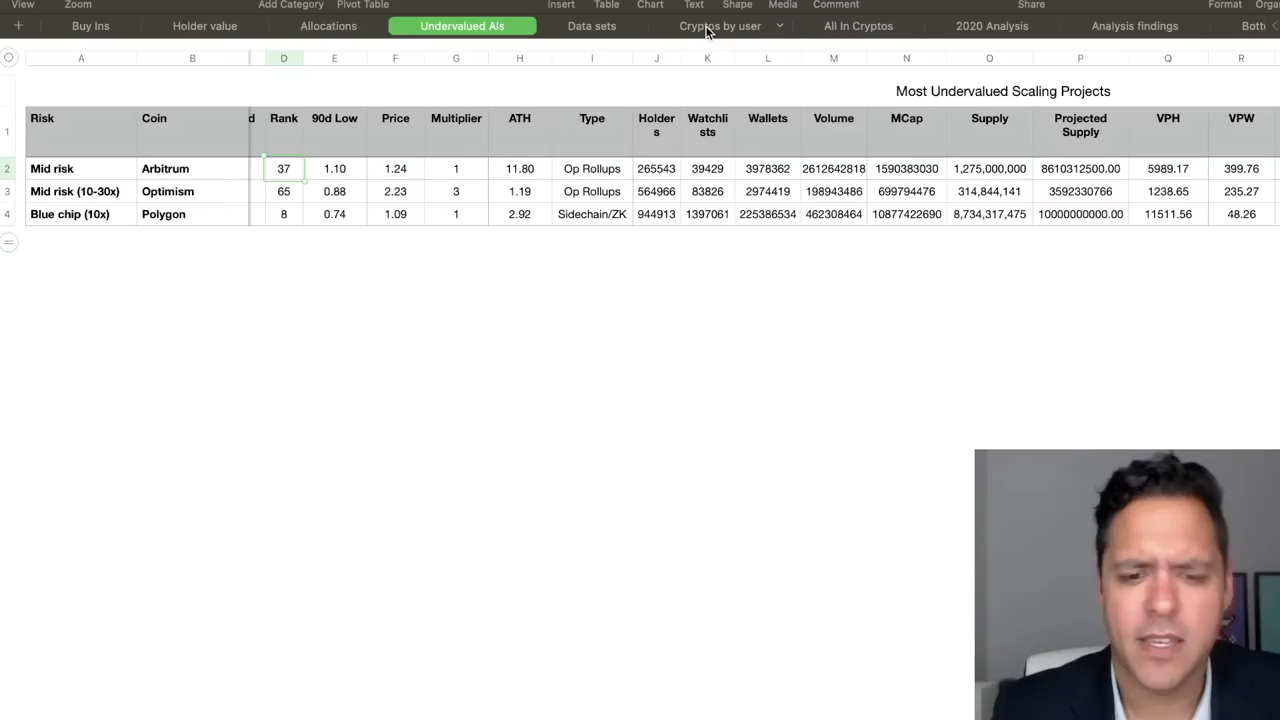 View Zoom Add Category Pivot Table Insert Table Chart Text Shape Media Comment Share Format
+ Buy Ins Holder value Allocations Undervalued AIs Data sets Cryptos by user All In Cryptos 2020 Analysis Analysis findings
A B D E F G H I J K L M N O P Q R
Most Undervalued Scaling Projects
1 Risk Coin d Rank 90d Low Price Multiplier ATH Type Holders Watchlists Wallets Volume MCap Supply Projected Supply VPH VPW
2 Mid risk Arbitrum 37 1.10 1.24 1 11.80 Op Rollups 265543 39429 3978362 2612642818 1590383030 1,275,000,000 8610312500.00 5989.17 399.76
3 Mid risk (10-30x) Optimism 65 0.88 2.23 3 1.19 Op Rollups 564966 83826 2974419 198943486 699794476 314,844,141 3592330766 1238.65 235.27
4 Blue chip (10x) Polygon 8 0.74 1.09 1 2.92 Sidechain/ZK 944913 1397061 225386534 462308464 10877422690 8,734,317,475 10000000000.00 11511.56 48.26